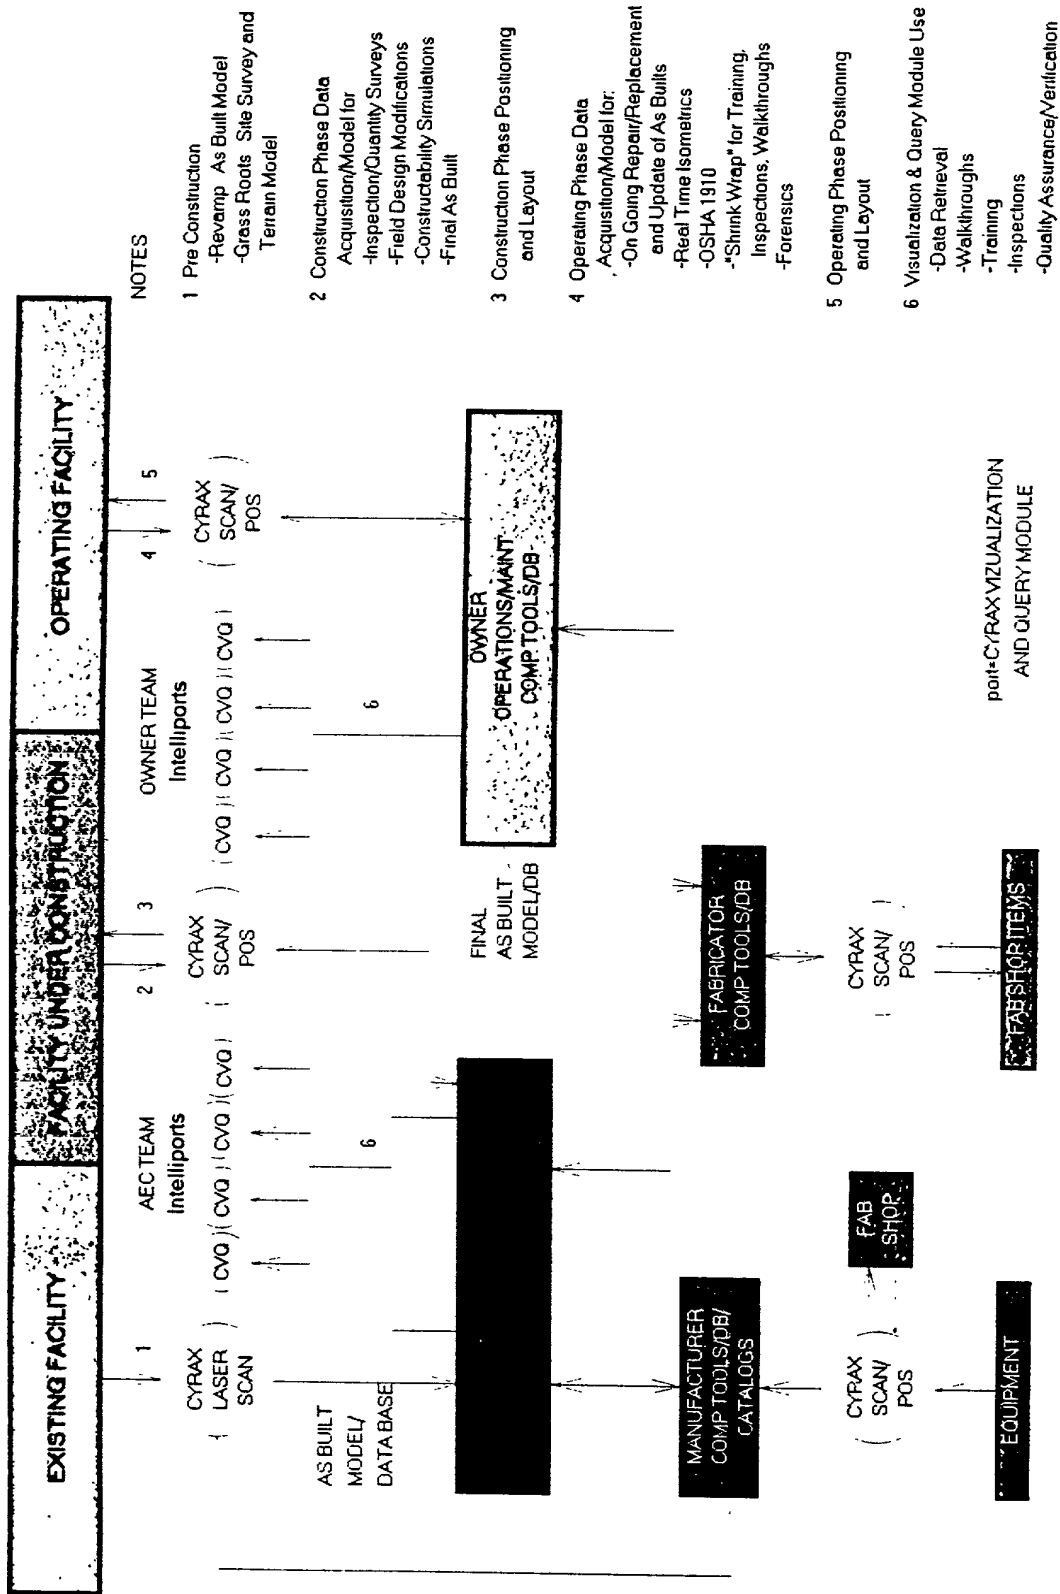 EXISTING FACILITY
FACILITY UNDER CONSTRUCTION
OPERATING FACILITY
1
AEC TEAM
Intelliports
2
3
OWNER TEAM
Intelliports
4
5
CYRAX
LASER
SCAN
(CVQ)(CVQ)(CVQ)(CVQ)
CYRAX
SCAN/
POS
(CVQ)(CVQ)(CVQ)(CVQ)
CYRAX
SCAN/
POS
AS BUILT
MODEL/
DATA BASE
6
6
FINAL
AS BUILT
MODEL/DB
OWNER
OPERATIONS/MAINT
COMP TOOLS/DB
MANUFACTURER
COMP TOOLS/DB/
CATALOGS
FABRICATOR
COMP TOOLS/DB
CYRAX
SCAN/
POS
FAB
SHOP
CYRAX
SCAN/
POS
EQUIPMENT
FAB SHOP ITEMS
port=CYRAX VIZUALIZATION
AND QUERY MODULE
NOTES
1 Pre Construction
-Revamp As Built Model
-Grass Roots Site Survey and
Terrain Model
2 Construction Phase Data
Acquisition/Model for
-Inspection/Quantity Surveys
-Field Design Modifications
-Constructability Simulations
-Final As Built
3 Construction Phase Positioning
and Layout
4 Operating Phase Data
Acquisition/Model for:
-On Going Repair/Replacement
and Update of As Builts
-Real Time Isometrics
-OSHA 1910
-"Shrink Wrap" for Training,
Inspections, Walkthroughs
-Forensics
5 Operating Phase Positioning
and Layout
6 Visualization & Query Module Use
-Data Retrieval
-Walkthroughs
-Training
-Inspections
-Quality Assurance/Verification